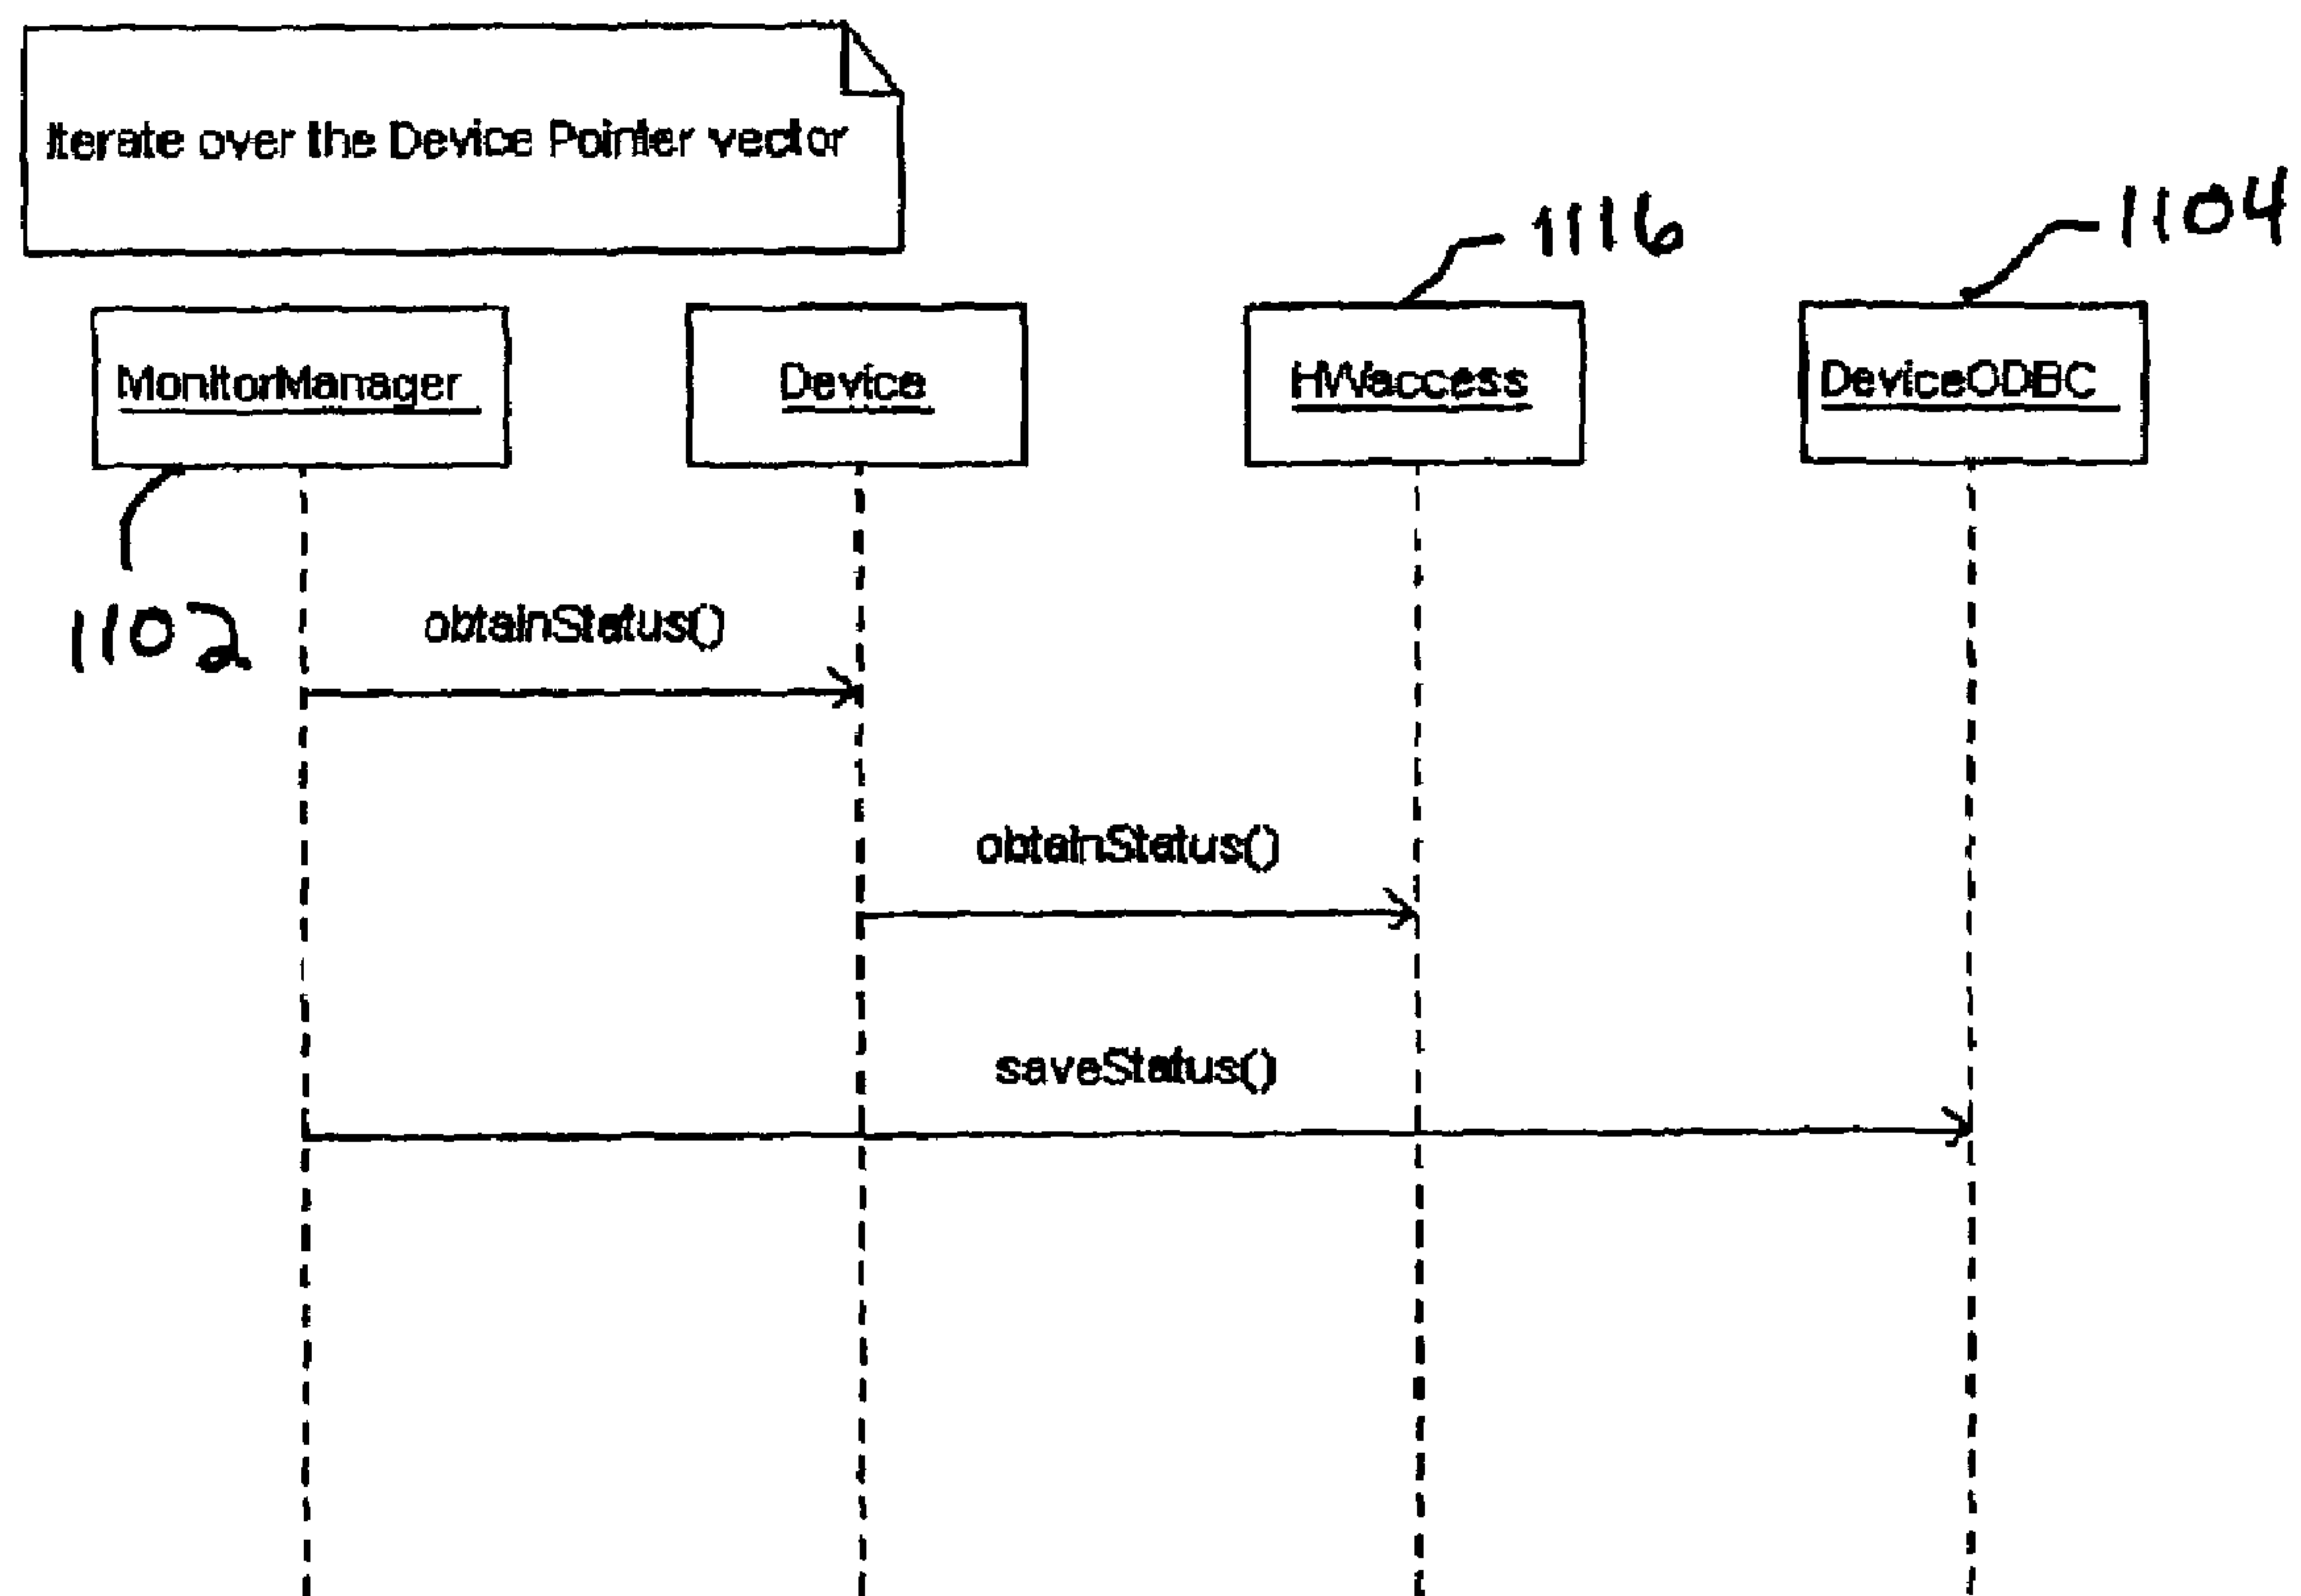 Iterate over the Device Pointer vector
1116
1104
MonitorManager
Device
HWaccess
DeviceODBC
1102
obtainStatus()
obtainStatus()
saveStatus()